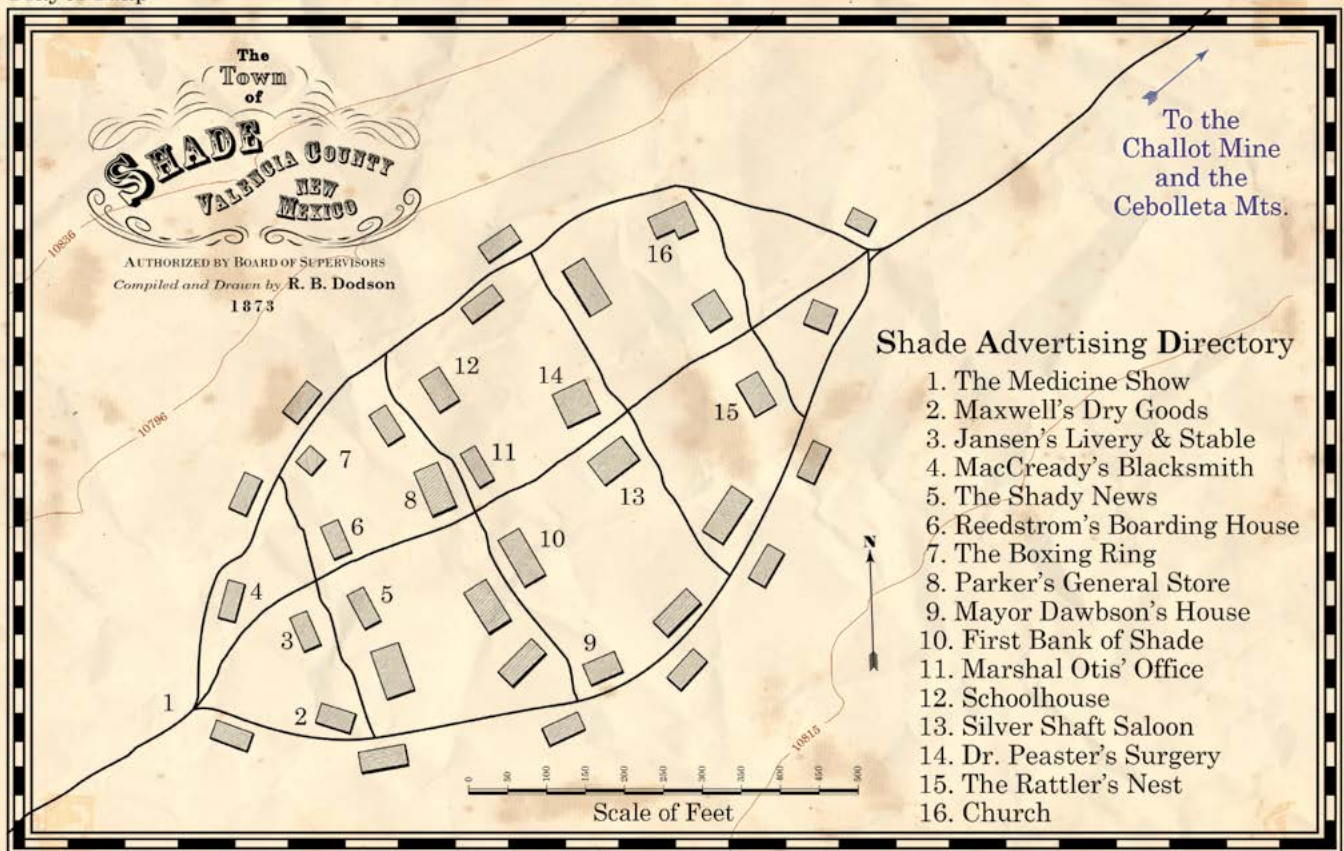 The
Town
of
SHADE
VALENCIA COUNTY
NEW
MEXICO
AUTHORIZED BY BOARD OF SUPERVISORS
Compiled and Drawn by R. B. Dodson
1873
To the
Challot Mine
and the
Cebolleta Mts.
10836
10796
10815
16
12
14
15
7
11
8
13
6
10
4
5
3
9
1
2
N
Shade Advertising Directory
1. The Medicine Show
2. Maxwell's Dry Goods
3. Jansen's Livery & Stable
4. MacCready's Blacksmith
5. The Shady News
6. Reedstrom's Boarding House
7. The Boxing Ring
8. Parker's General Store
9. Mayor Dawbson's House
10. First Bank of Shade
11. Marshal Otis' Office
12. Schoolhouse
13. Silver Shaft Saloon
14. Dr. Peaster's Surgery
15. The Rattler's Nest
16. Church
0 50 100 150 200 250 300 350 400 450 500
Scale of Feet